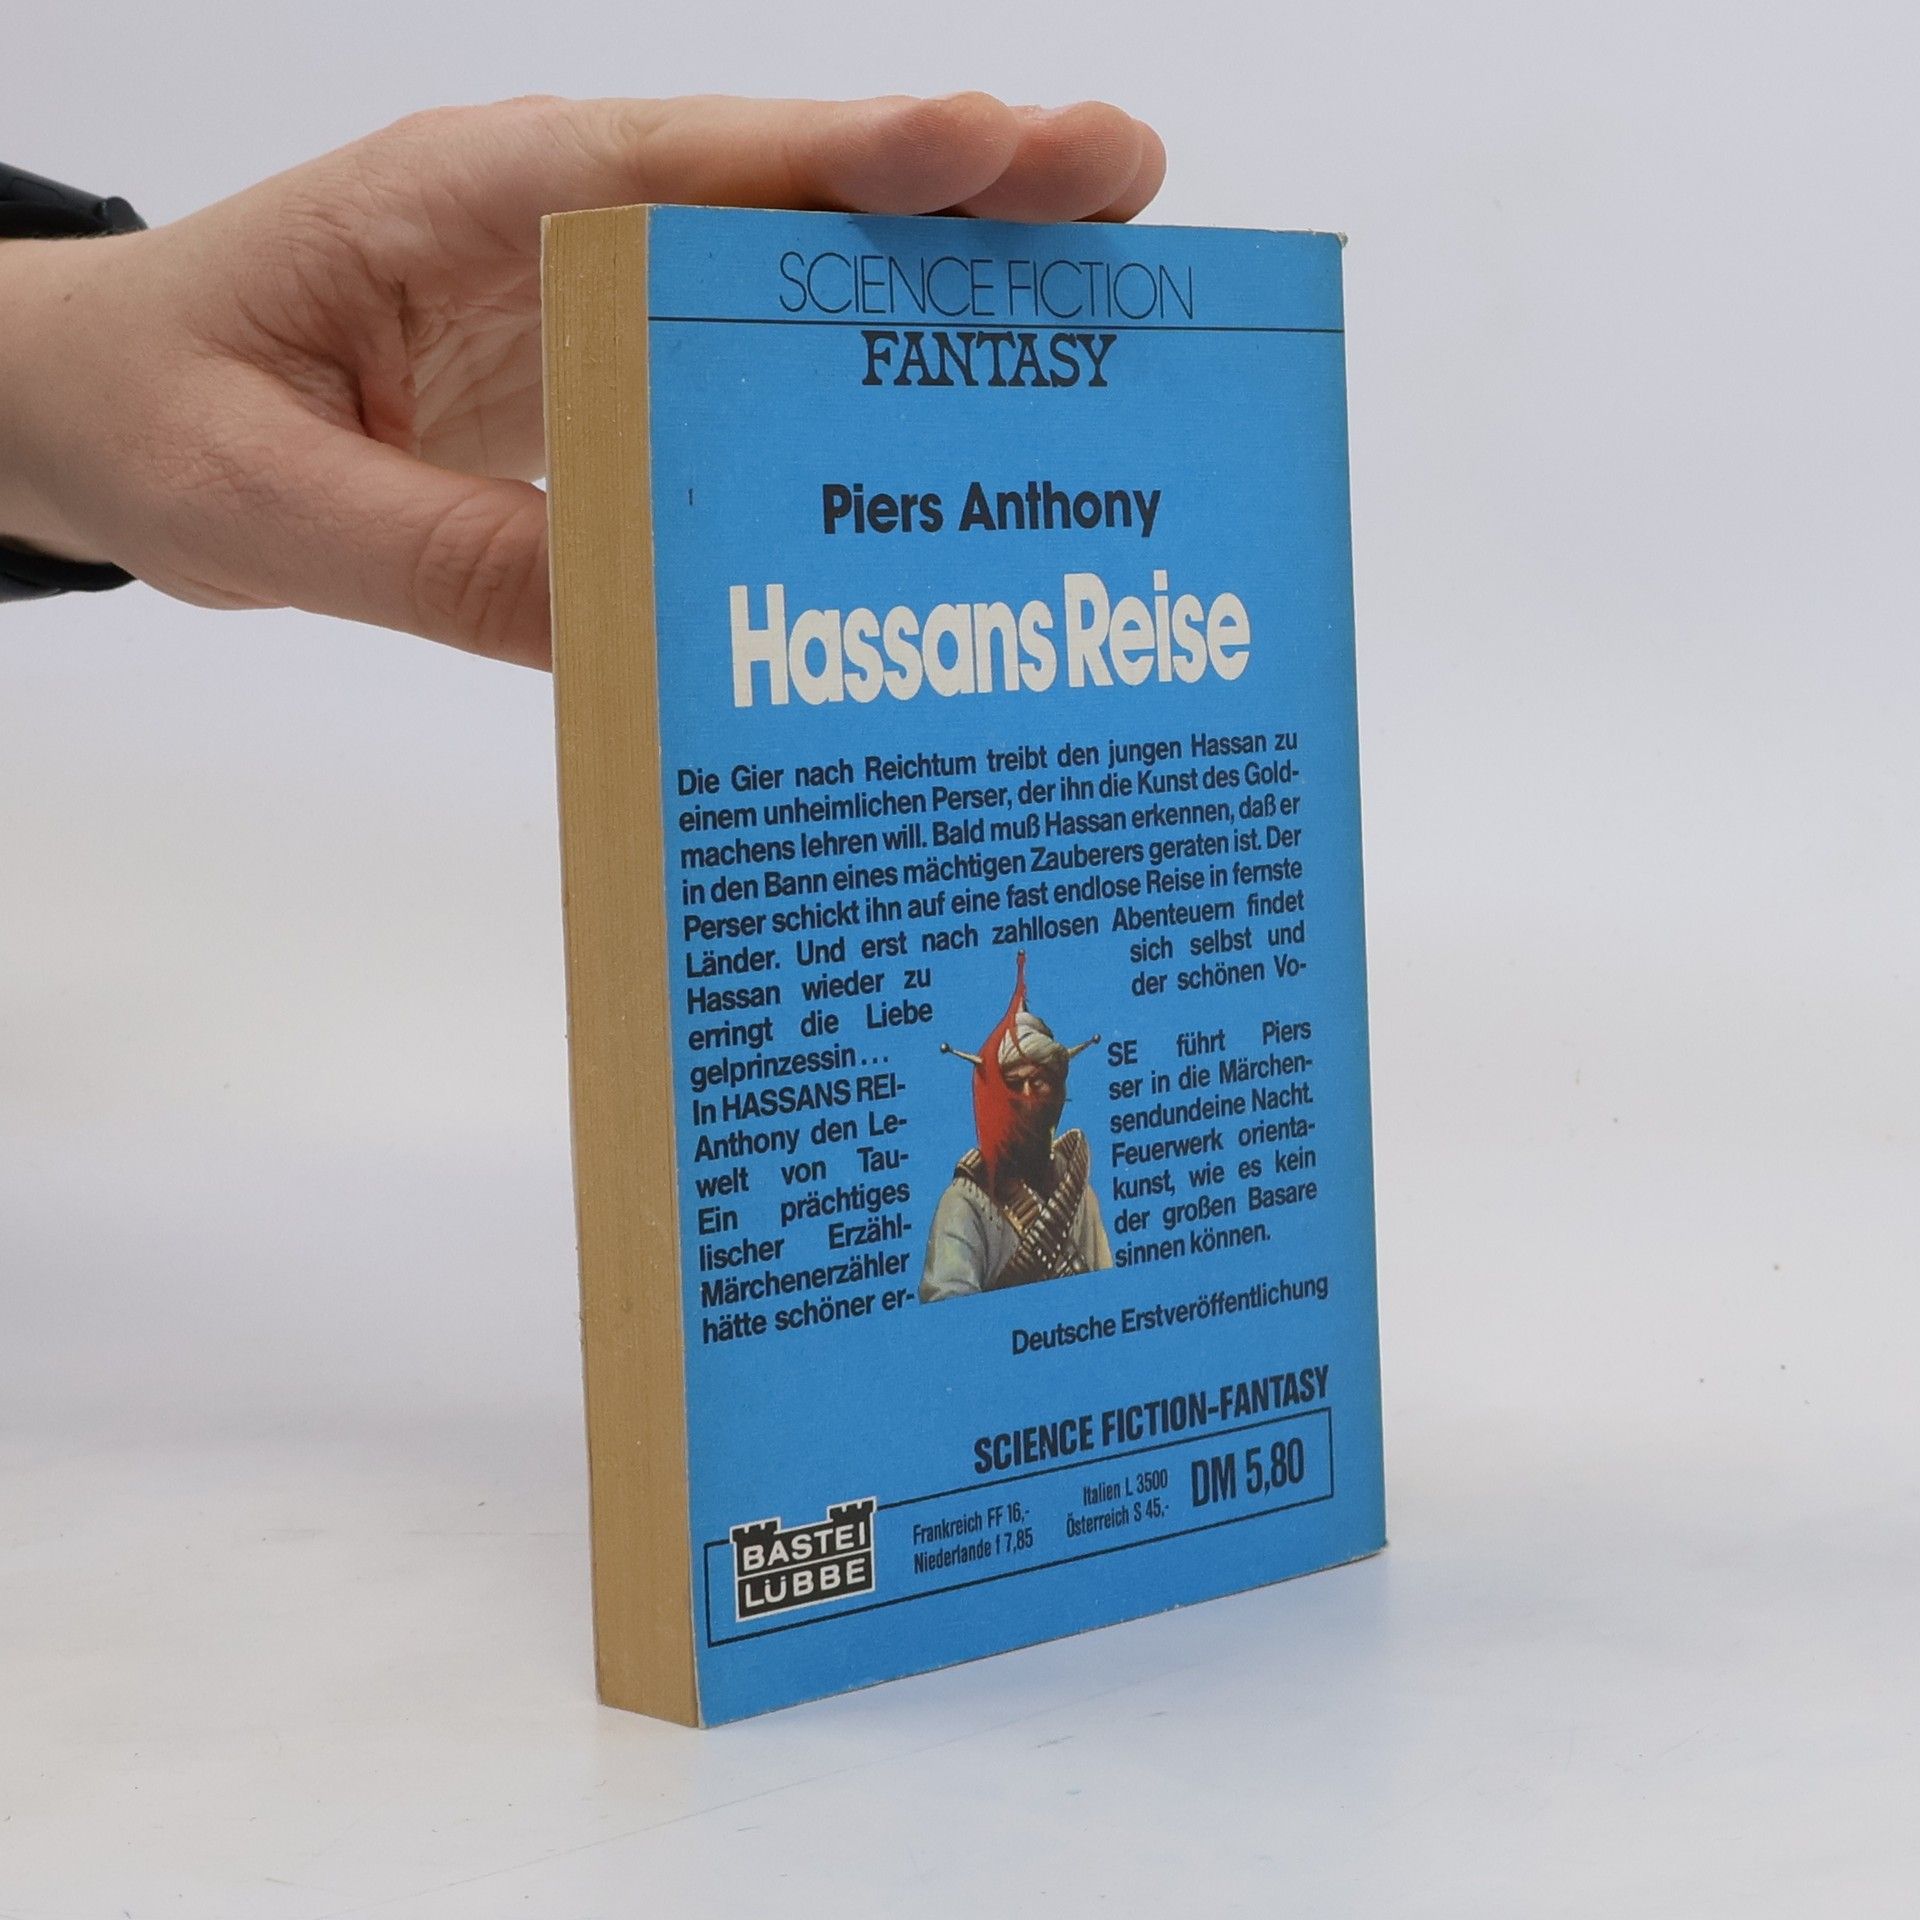 SCIENCE FICTION
FANTASY
Piers Anthony
Hassans Reise
Die Gier nach Reichtum treibt den jungen Hassan zu
einem unheimlichen Perser, der ihn die Kunst des Gold-
machens lehren will. Bald muß Hassan erkennen, daß er
in den Bann eines mächtigen Zauberers geraten ist. Der
Perser schickt ihn auf eine fast endlose Reise in fernste
Länder. Und erst nach zahllosen Abenteuern findet
Hassan wieder zu sich selbst und
erringt die Liebe der schönen Vo-
gelprinzessin...
In HASSANS REI- SE führt Piers
Anthony den Le- ser in die Märchen-
welt von Tau- sendundeine Nacht.
Ein prächtiges Feuerwerk orienta-
lischer Erzähl- kunst, wie es kein
Märchenerzähler der großen Basare
hätte schöner er- sinnen können.
Deutsche Erstveröffentlichung
SCIENCE FICTION-FANTASY
BASTEI
LÜBBE
Frankreich FF 16,- Italien L 3500
Niederlande f 7,85 Österreich S 45,-
DM 5,80